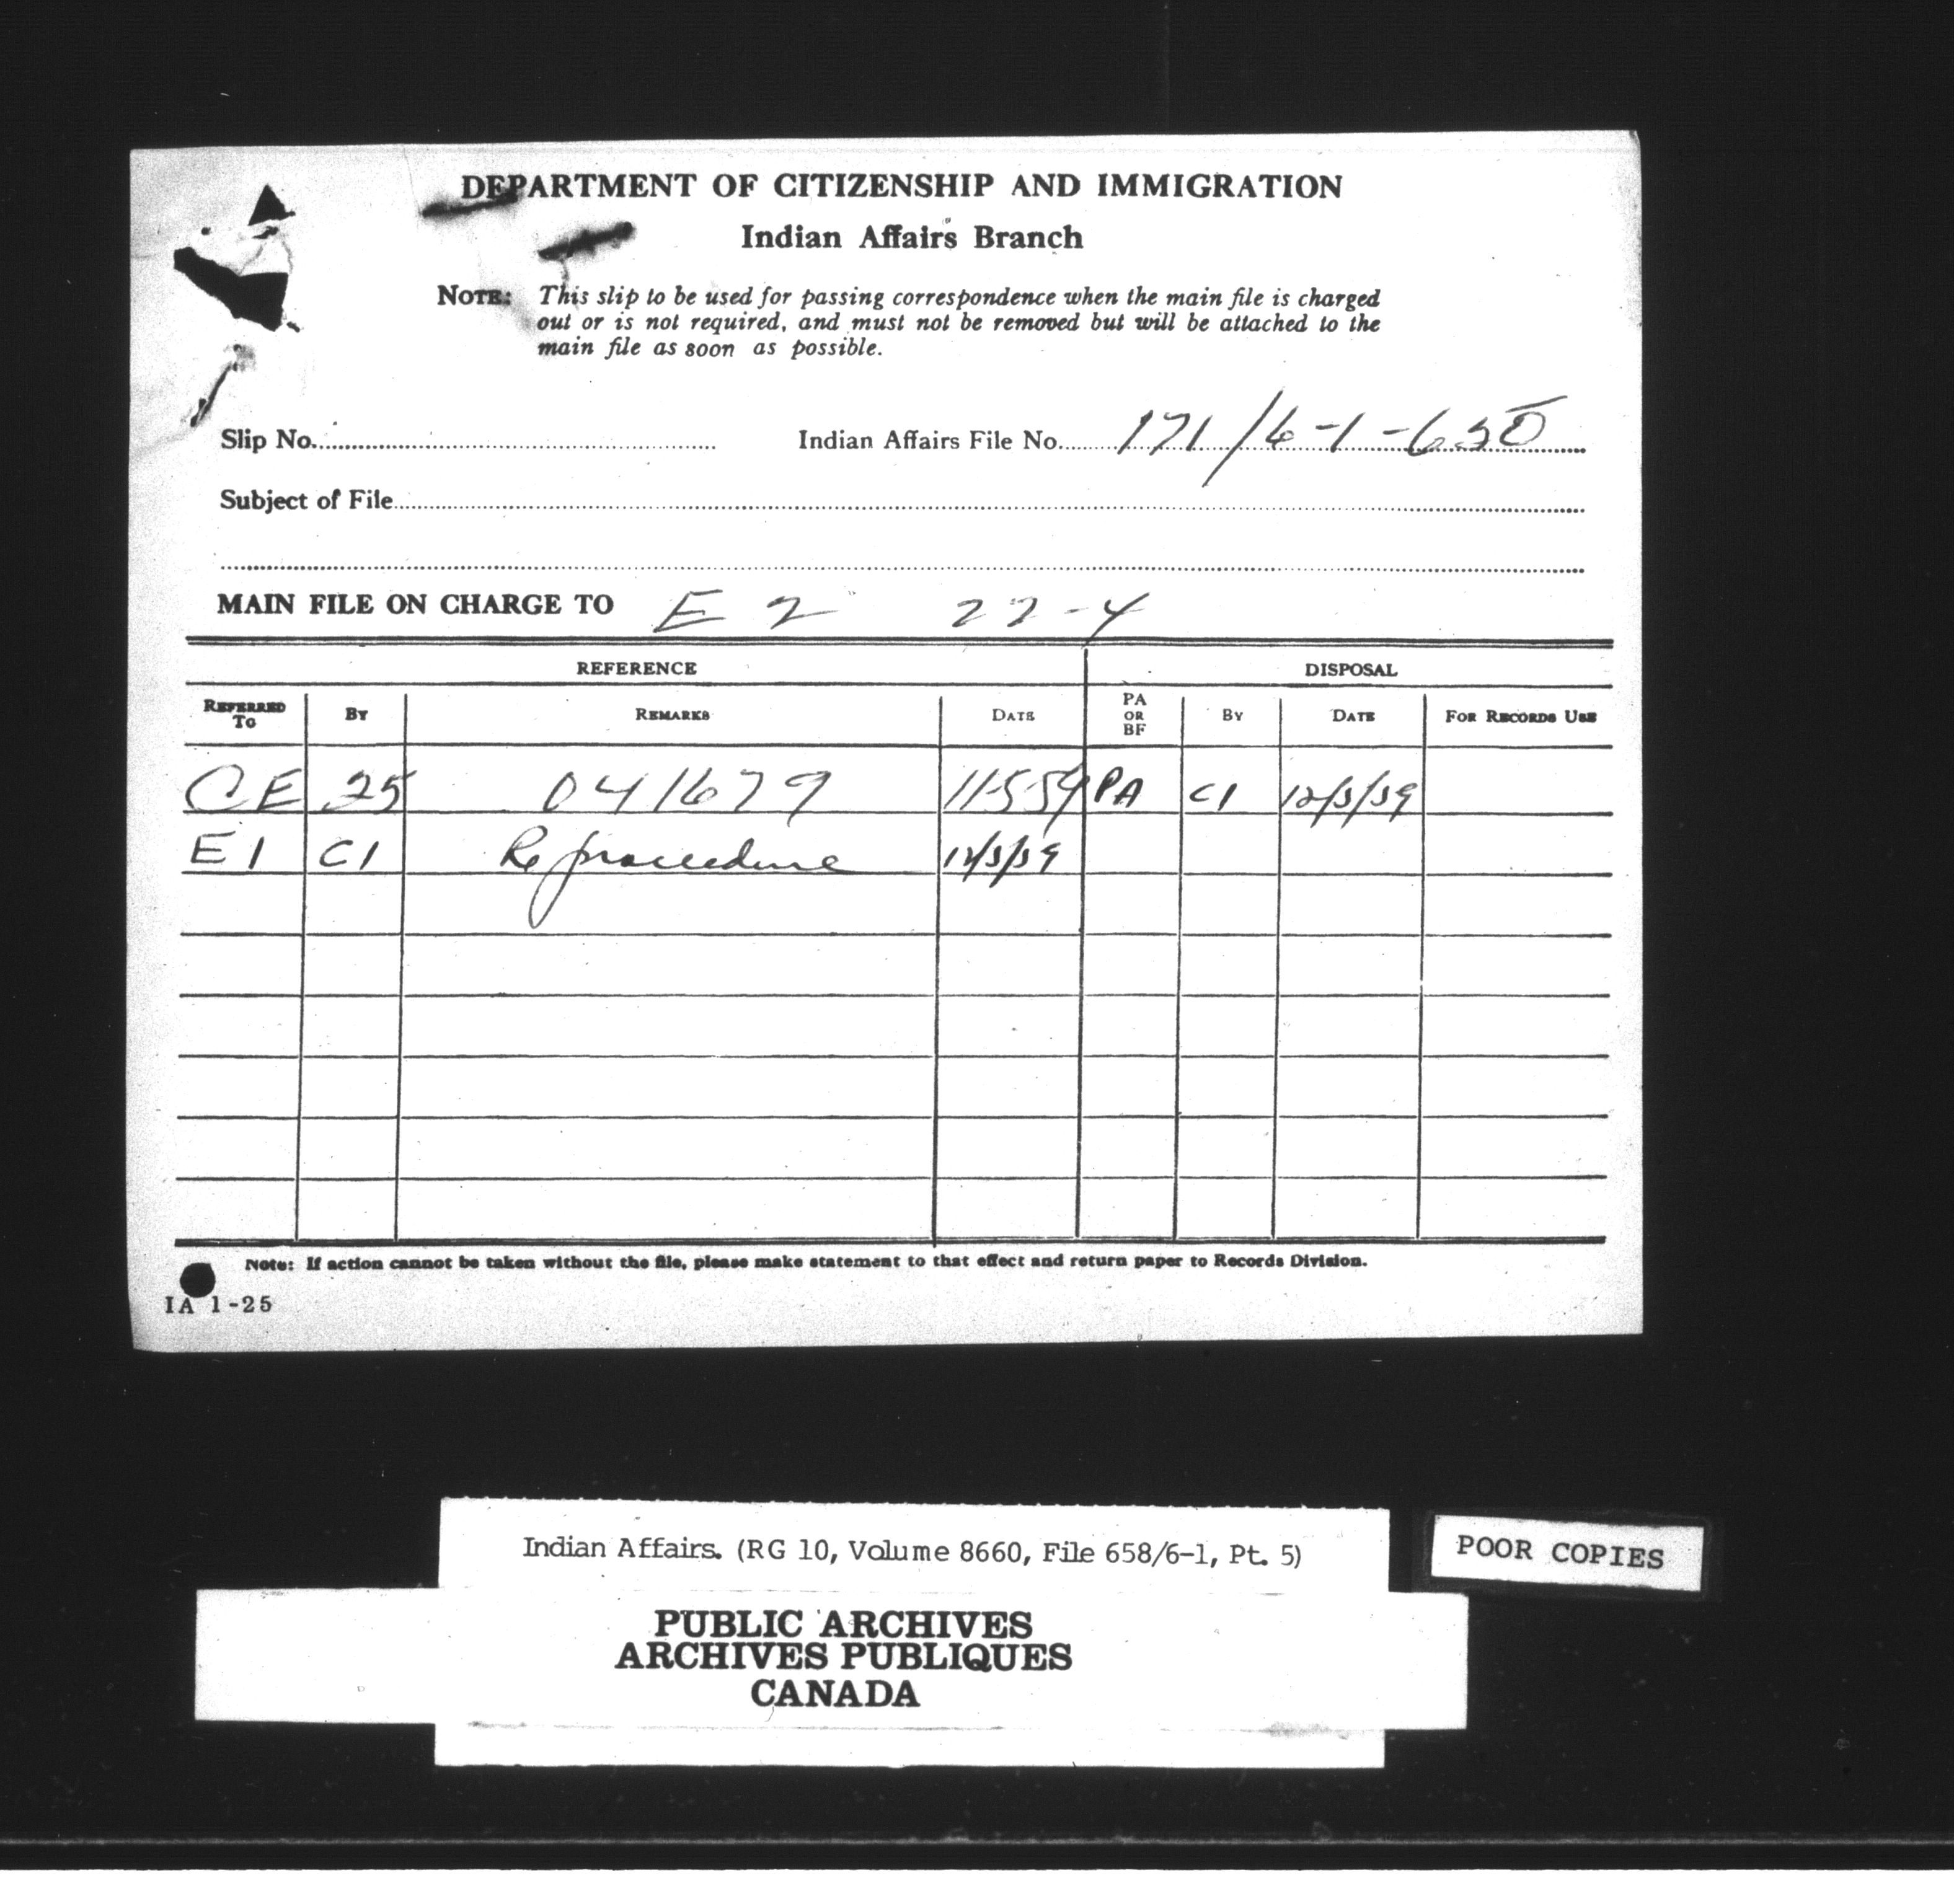 DEPARTMENT OF CITIZENSHIP AND IMMIGRATION
Indian Affairs Branch
NOTE: This slip to be used for passing correspondence when the main file is charged
out or is not required, and must not be removed but will be attached to the
main file as soon as possible.
Slip No. Indian Affairs File No. 171/6-1-650
Subject of File
MAIN FILE ON CHARGE TO E2 22-4
REFERENCE DISPOSAL
REFERRED TO BY REMARKS DATE PA OR BF BY DATE FOR RECORDS USE
CE 25 041679 11-5-59 PA C1 12/5/59
E1 C1 Re procedure 12/5/59
Note: If action cannot be taken without the file, please make statement to that effect and return paper to Records Division.
IA 1-25
Indian Affairs. (RG 10, Volume 8660, File 658/6-1, Pt. 5)
POOR COPIES
PUBLIC ARCHIVES
ARCHIVES PUBLIQUES
CANADA